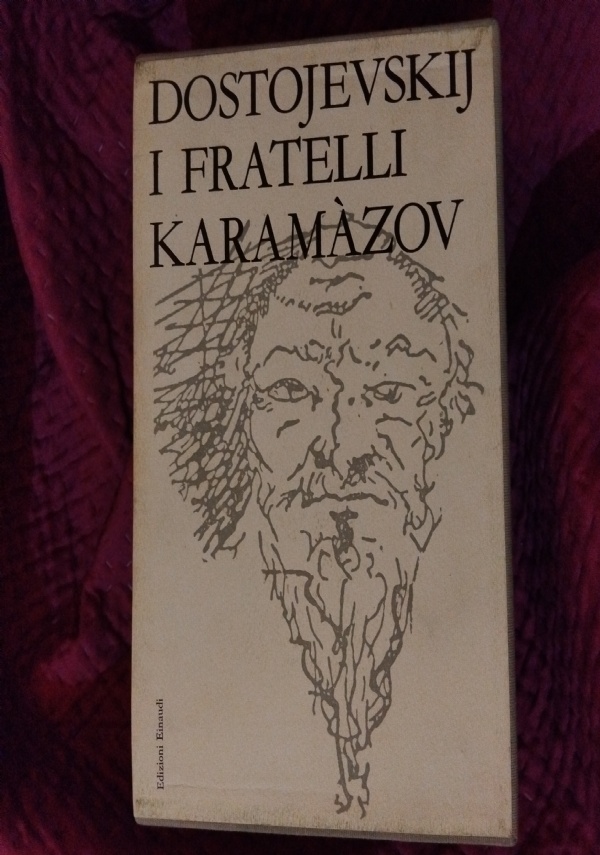 DOSTOJEVSKIJ
I FRATELLI
KARAMÀZOV
Edizioni Einaudi